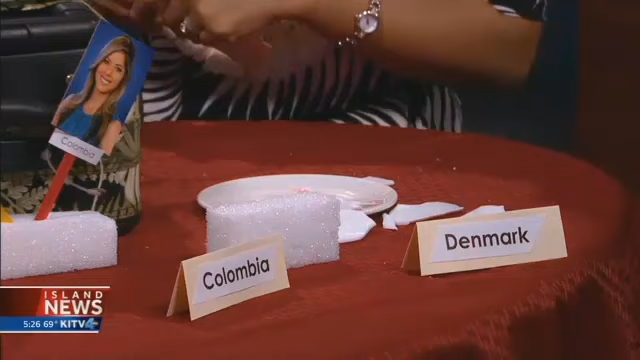 Colombia
Colombia
Denmark
ISLAND
NEWS
5:26 69° KITV4